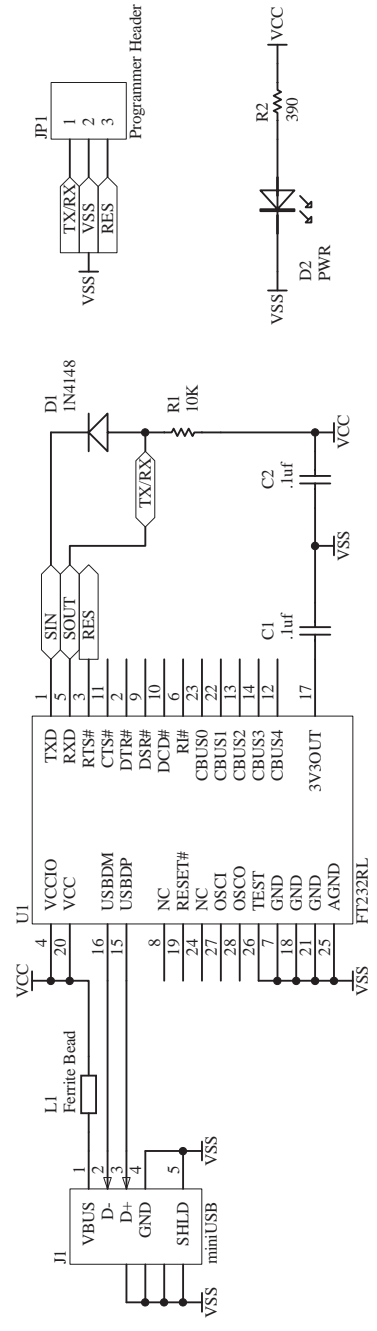 J1
VBUS
D-
D+
GND
SHLD
miniUSB
1
2
3
4
5
VSS
VSS
L1
Ferrite Bead
VCC
4
20
16
15
8
19
24
27
28
26
7
18
21
25
VSS
U1
VCCIO
VCC
USBDM
USBDP
NC
RESET#
NC
OSCI
OSCO
TEST
GND
GND
GND
AGND
FT232RL
TXD
RXD
RTS#
CTS#
DTR#
DSR#
DCD#
RI#
CBUS0
CBUS1
CBUS2
CBUS3
CBUS4
3V3OUT
1
5
3
11
2
9
10
6
23
22
13
14
12
17
SIN
SOUT
RES
C1
.1uf
VSS
C2
.1uf
VCC
TX/RX
D1
1N4148
R1
10K
VSS
TX/RX
VSS
RES
JP1
1
2
3
Programmer Header
VSS
D2
PWR
R2
390
VCC